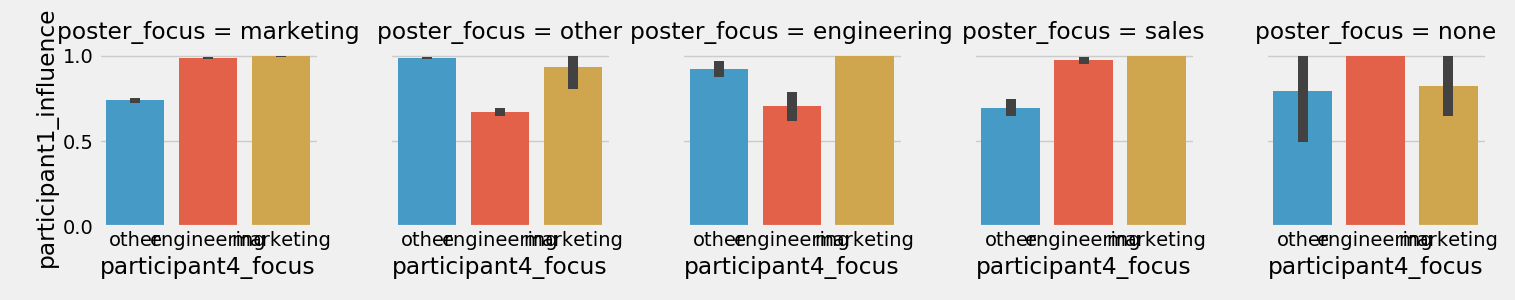 poster_focus = marketing
poster_focus = other
poster_focus = engineering
poster_focus = sales
poster_focus = none
participant1_influence
1.0
0.5
0.0
other engineering marketing
other engineering marketing
other engineering marketing
other engineering marketing
other engineering marketing
participant4_focus
participant4_focus
participant4_focus
participant4_focus
participant4_focus